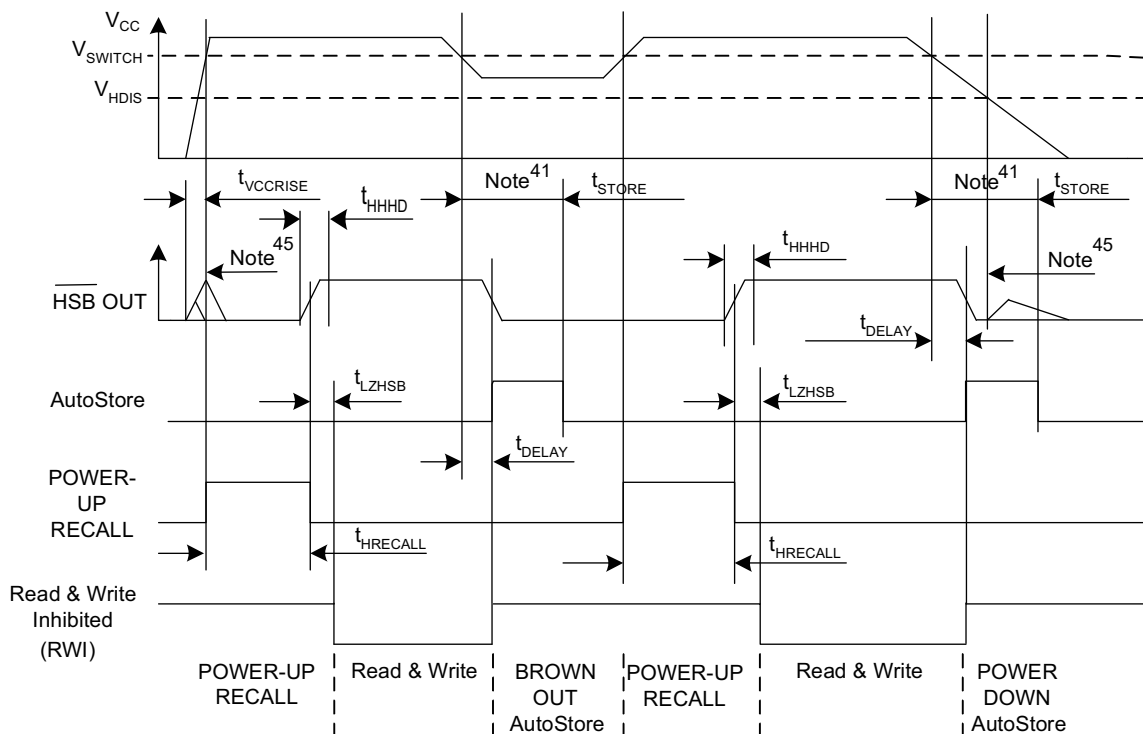 VCC
VSWITCH
VHDIS
tVCCRISE
tHHHD
Note41
tSTORE
Note41
tSTORE
Note45
tHHHD
Note45
HSB OUT
tDELAY
tLZHSB
tLZHSB
AutoStore
tDELAY
POWER-
UP
RECALL
tHRECALL
tHRECALL
Read & Write
Inhibited
(RWI)
POWER-UP
RECALL
Read & Write
BROWN
OUT
AutoStore
POWER-UP
RECALL
Read & Write
POWER
DOWN
AutoStore